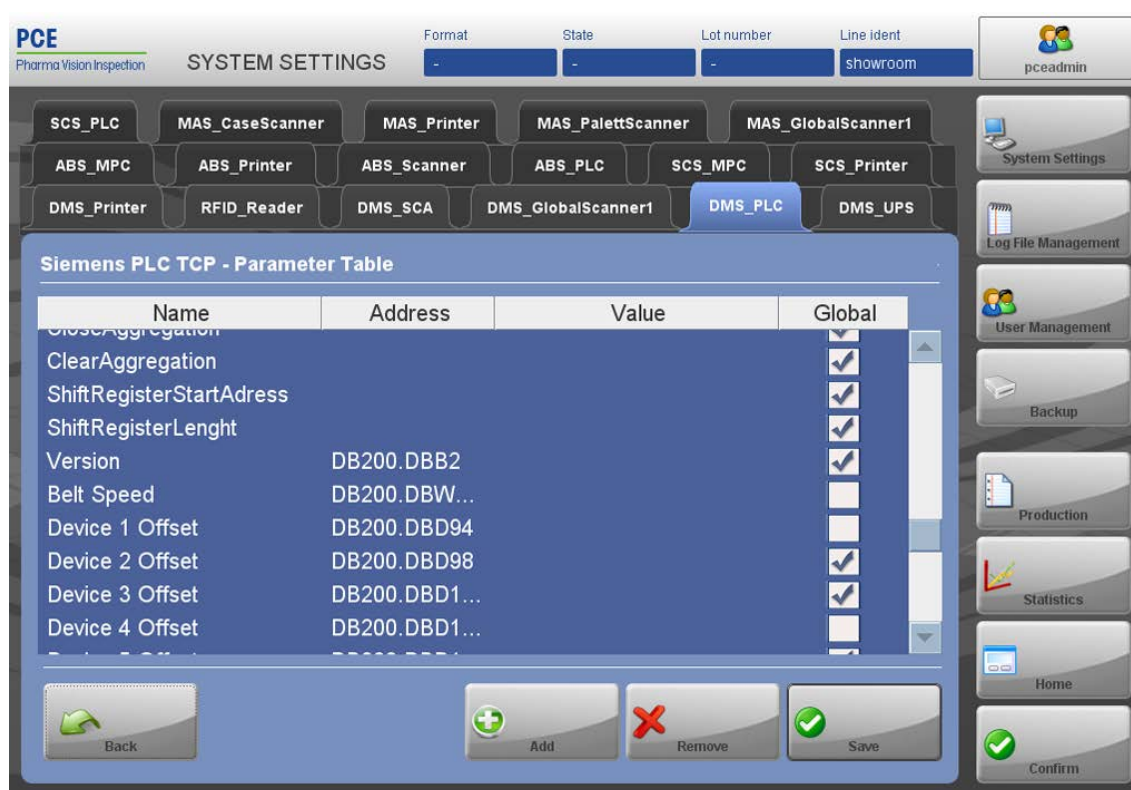 PCE
Pharma Vision Inspection
SYSTEM SETTINGS
Format
-
State
-
Lot number
-
Line ident
showroom
pceadmin
SCS_PLC MAS_CaseScanner MAS_Printer MAS_PalettScanner MAS_GlobalScanner1
ABS_MPC ABS_Printer ABS_Scanner ABS_PLC SCS_MPC SCS_Printer
DMS_Printer RFID_Reader DMS_SCA DMS_GlobalScanner1 DMS_PLC DMS_UPS
Siemens PLC TCP - Parameter Table
Name Address Value Global
CloseAggregation
ClearAggregation
ShiftRegisterStartAdress
ShiftRegisterLenght
Version DB200.DBB2
Belt Speed DB200.DBW...
Device 1 Offset DB200.DBD94
Device 2 Offset DB200.DBD98
Device 3 Offset DB200.DBD1...
Device 4 Offset DB200.DBD1...
Back
Add
Remove
Save
System Settings
Log File Management
User Management
Backup
Production
Statistics
Home
Confirm